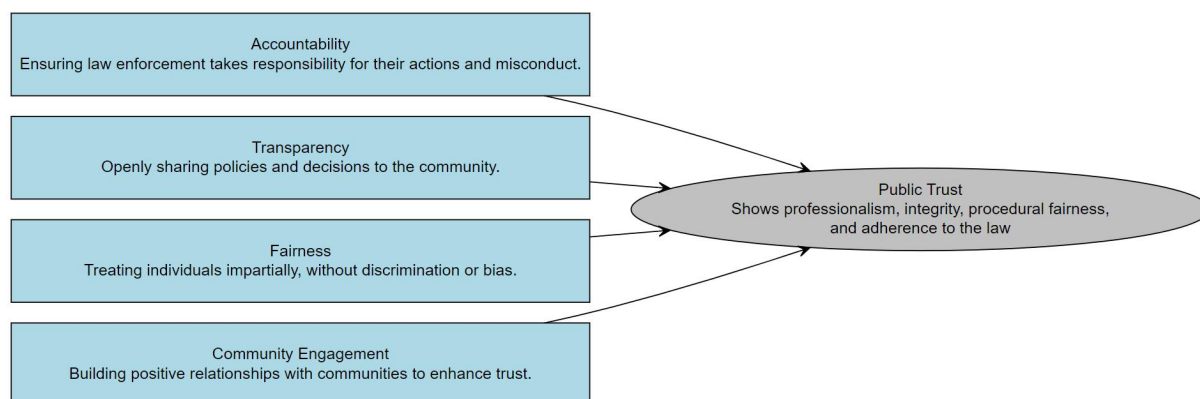 Accountability
Ensuring law enforcement takes responsibility for their actions and misconduct.
Transparency
Openly sharing policies and decisions to the community.
Fairness
Treating individuals impartially, without discrimination or bias.
Community Engagement
Building positive relationships with communities to enhance trust.
Public Trust
Shows professionalism, integrity, procedural fairness,
and adherence to the law